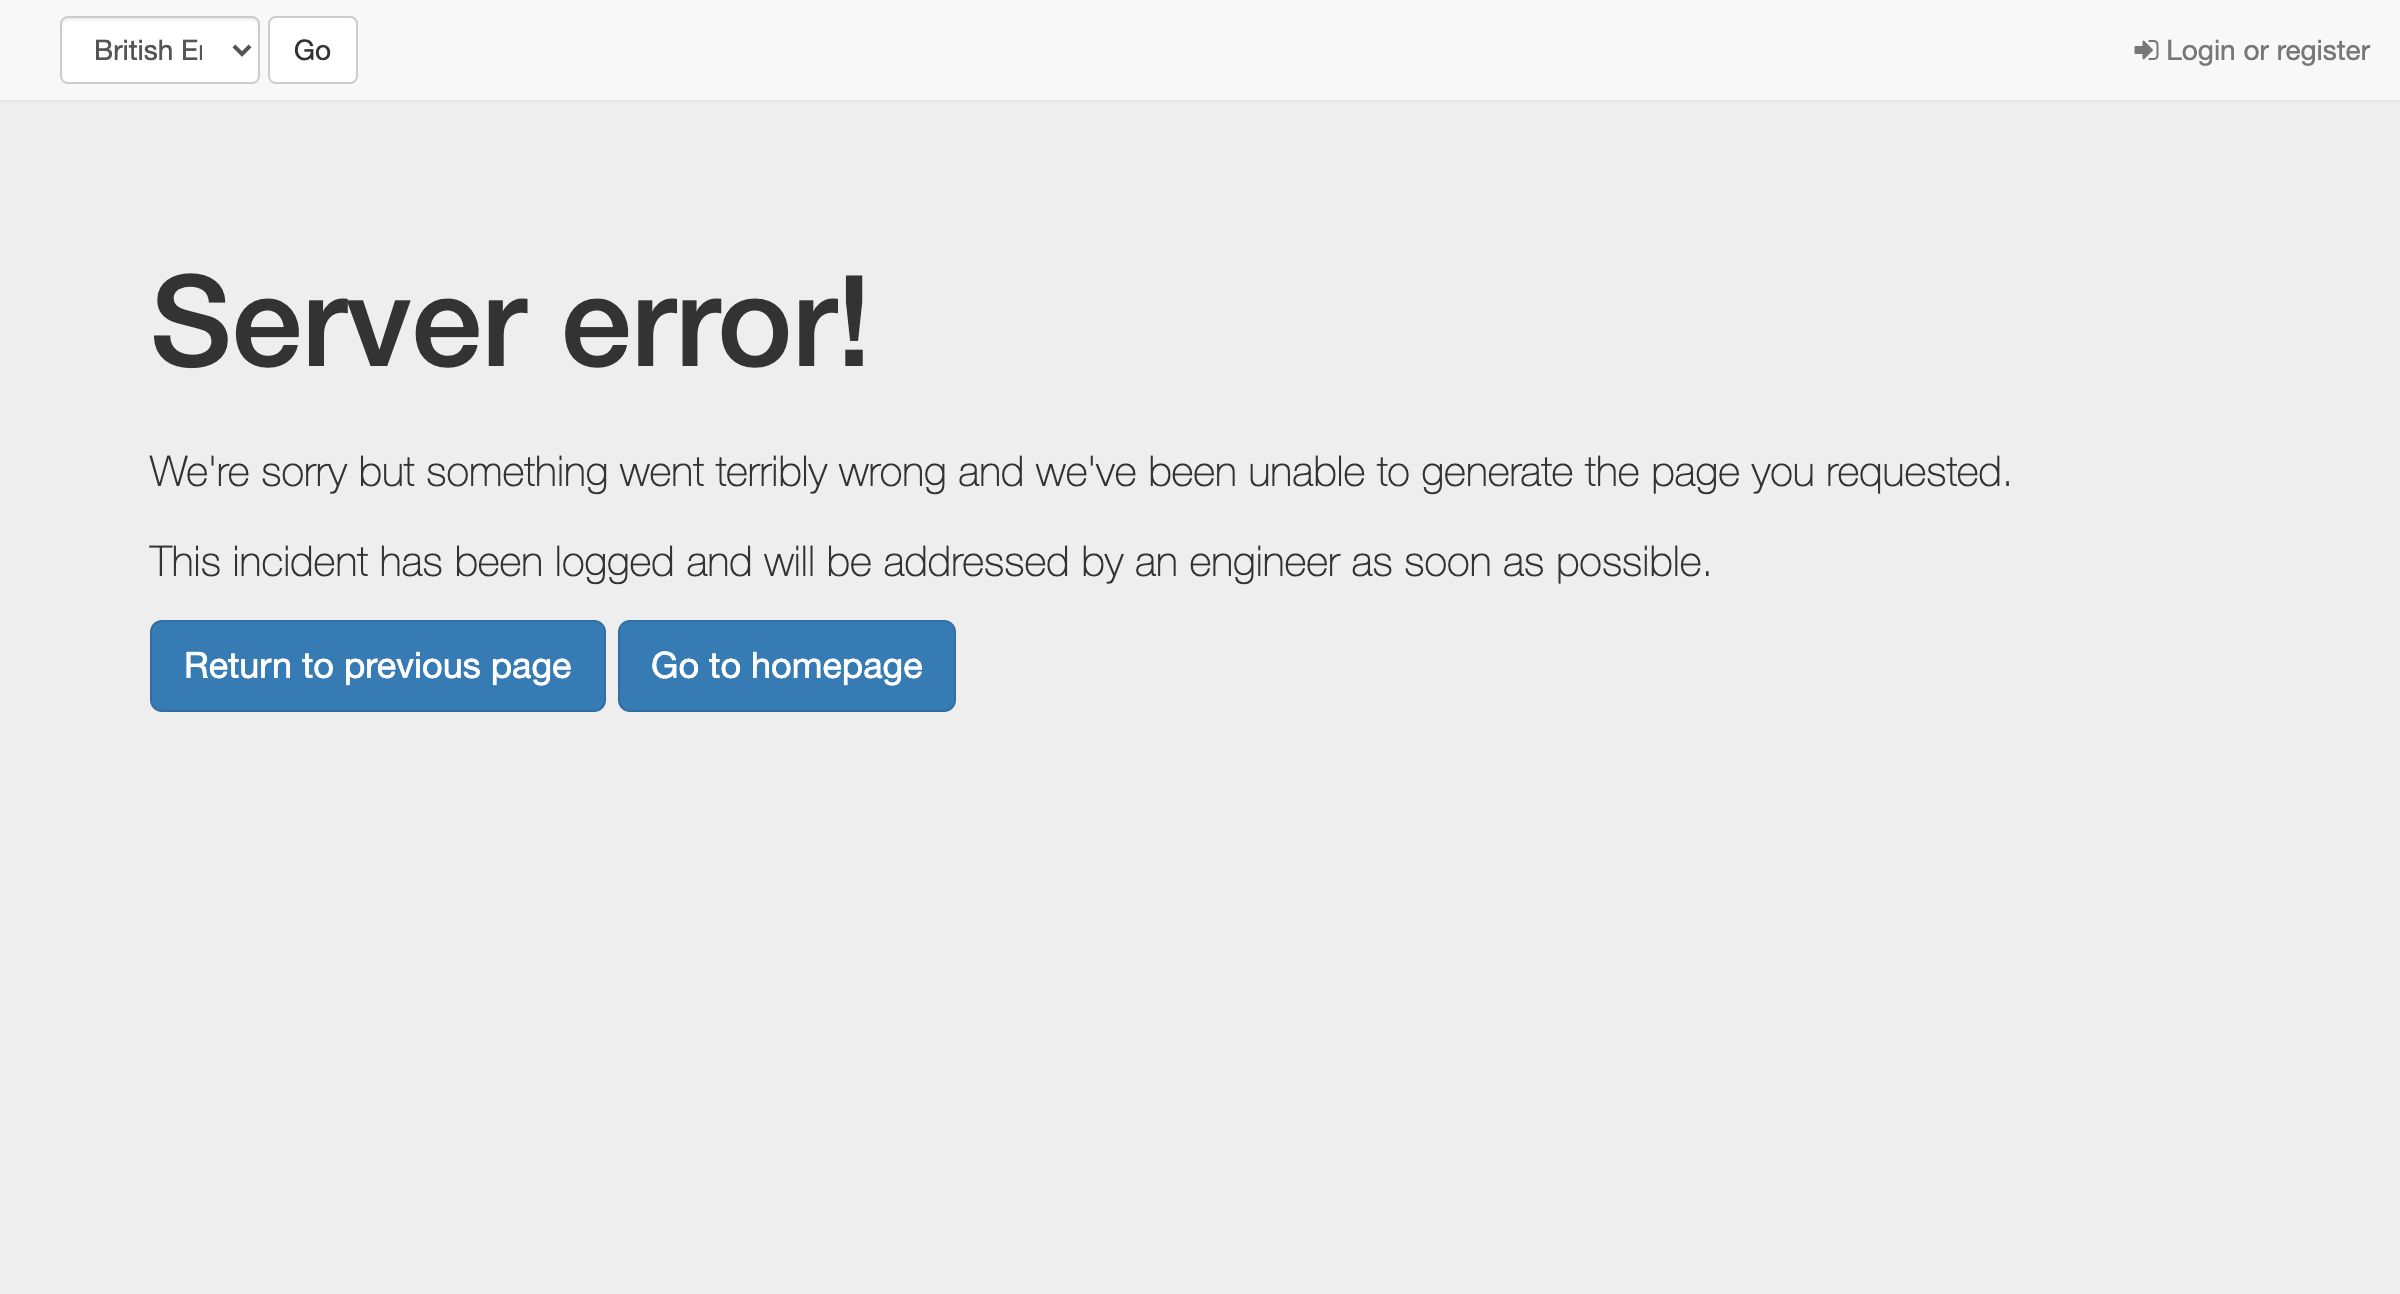 British Er
Go
Login or register
Server error!
We're sorry but something went terribly wrong and we've been unable to generate the page you requested.
This incident has been logged and will be addressed by an engineer as soon as possible.
Return to previous page
Go to homepage